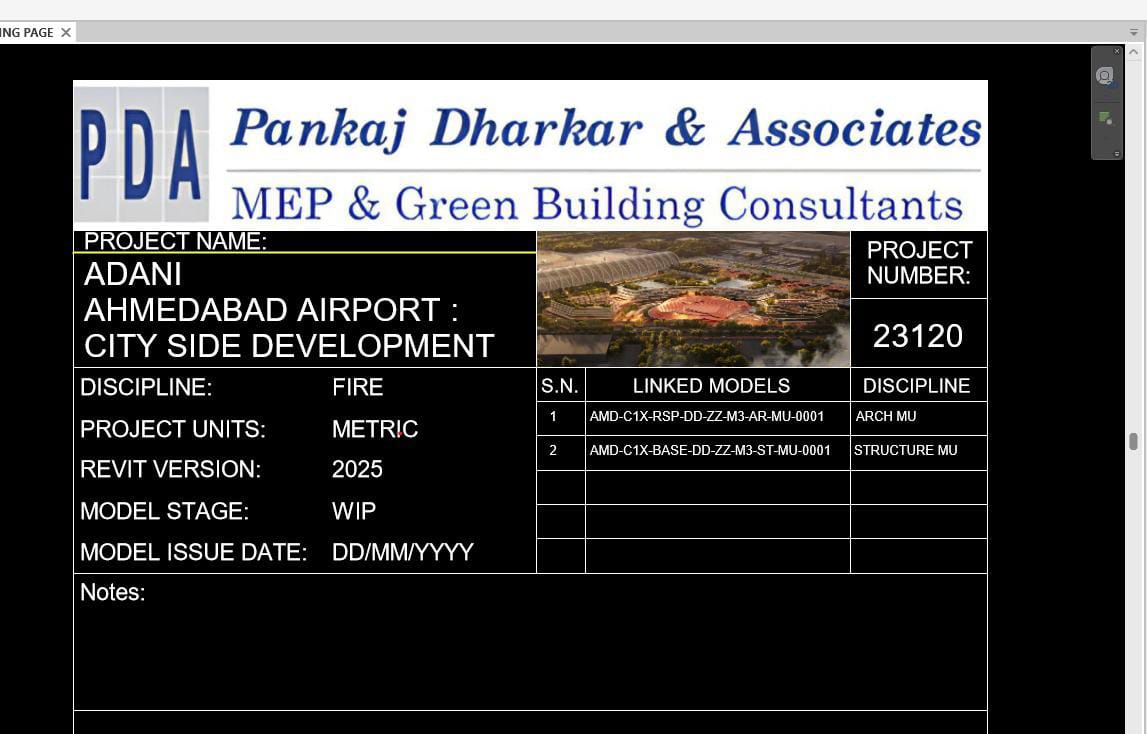 ING PAGE
PDA
Pankaj Dharkar & Associates
MEP & Green Building Consultants
PROJECT NAME:
ADANI
AHMEDABAD AIRPORT :
CITY SIDE DEVELOPMENT
PROJECT
NUMBER:
23120
DISCIPLINE: FIRE
PROJECT UNITS: METRIC
REVIT VERSION: 2025
MODEL STAGE: WIP
MODEL ISSUE DATE: DD/MM/YYYY
S.N. LINKED MODELS DISCIPLINE
1 AMD-C1X-RSP-DD-ZZ-M3-AR-MU-0001 ARCH MU
2 AMD-C1X-BASE-DD-ZZ-M3-ST-MU-0001 STRUCTURE MU
Notes: